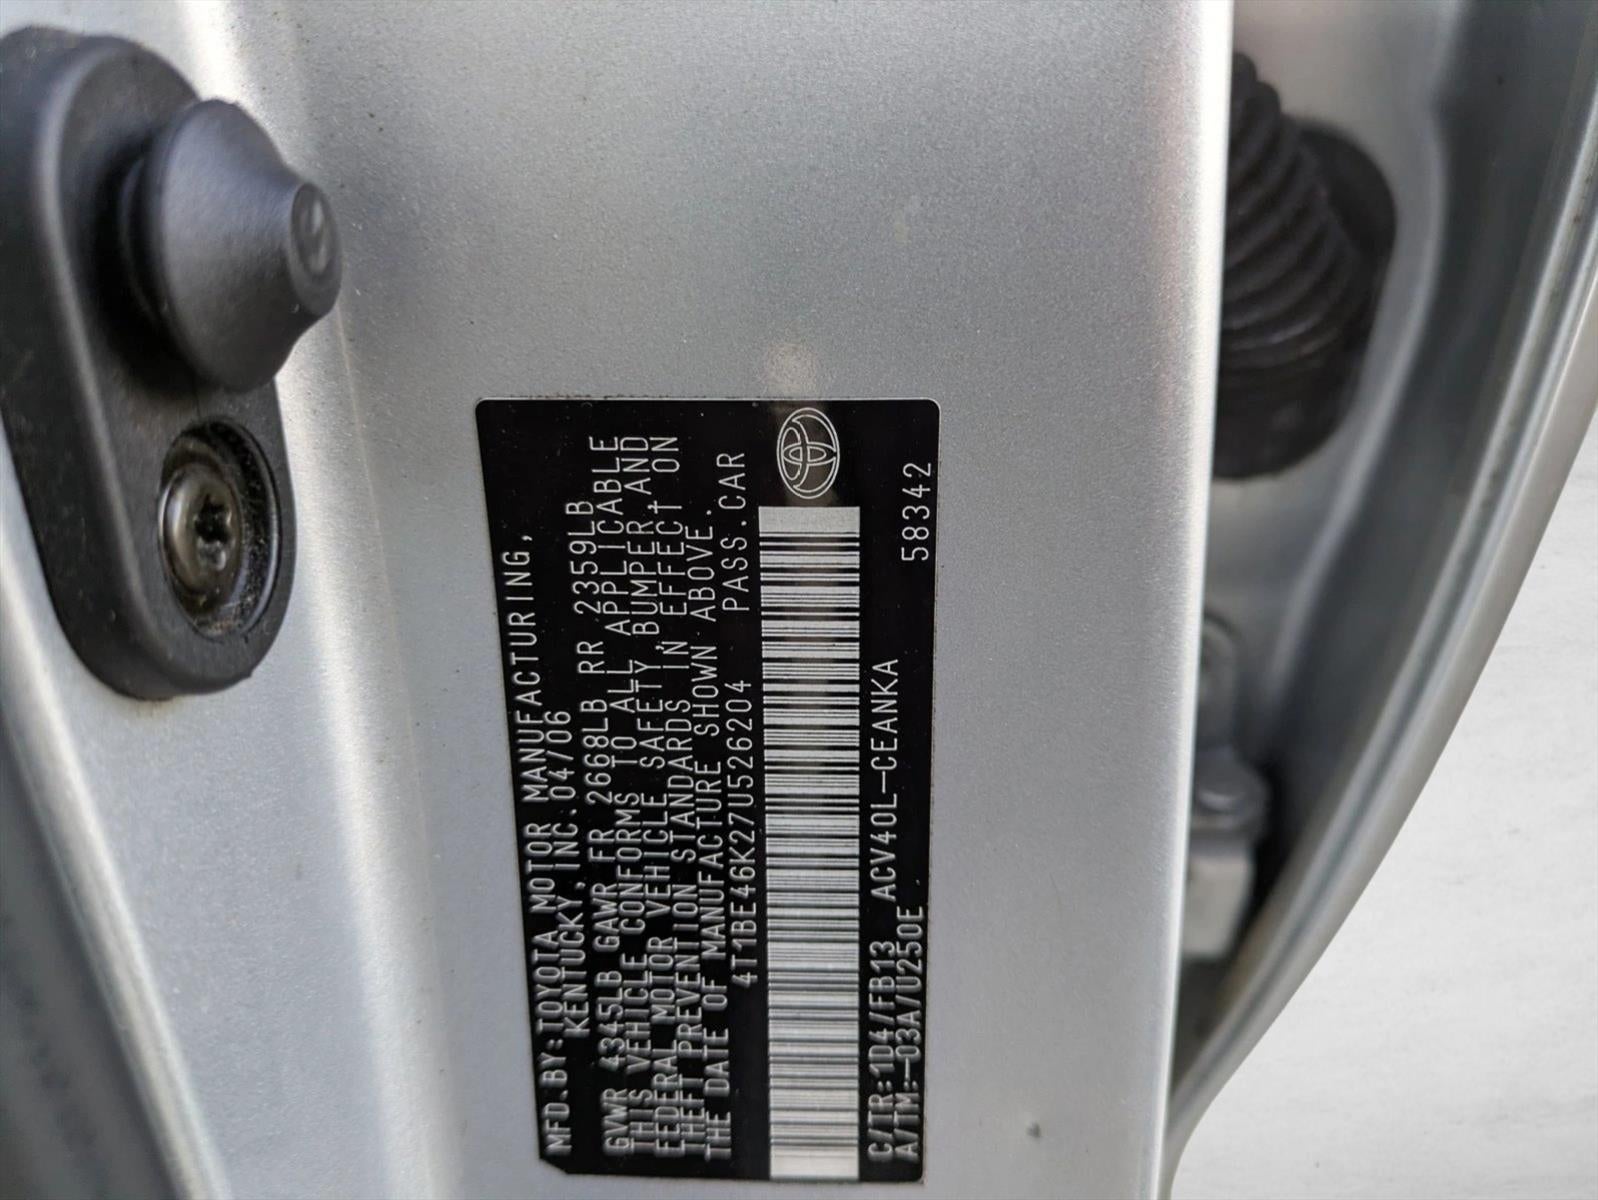 MFD.BY:TOYOTA MOTOR MANUFACTURING,
KENTUCKY,INC.04/06
GVWR 4345LB GAWR FR 2668LB RR 2359LB
THIS VEHICLE CONFORMS TO ALL APPLICABLE
FEDERAL MOTOR VEHICLE SAFETY,BUMPER,AND
THEFT PREVENTION STANDARDS IN EFFECT ON
THE DATE OF MANUFACTURE SHOWN ABOVE.
4T1BE46K27U526204 PASS.CAR
C/TR:1D4/FB13 ACV40L-CEANKA 58342
A/TM:-03A/U250E